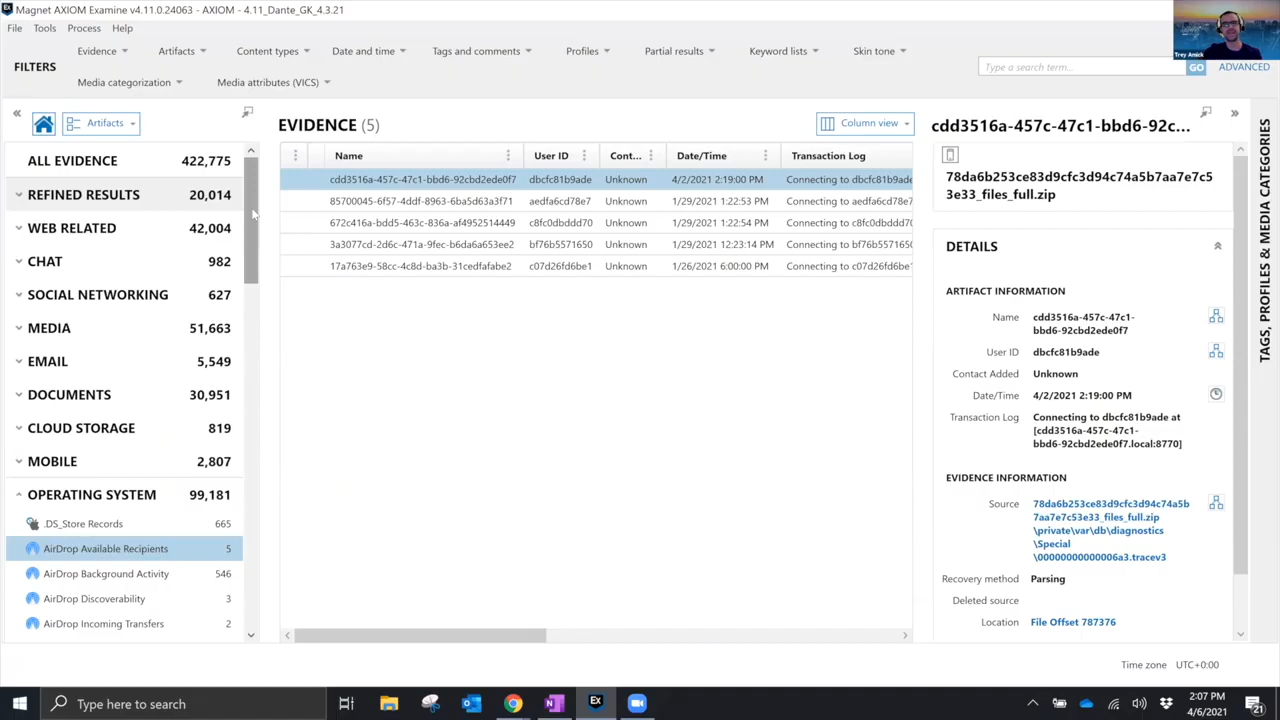 Magnet AXIOM Examine v4.11.0.24063 - AXIOM - 4.11_Dante_GK_4.3.21
File Tools Process Help
FILTERS
Evidence Artifacts Content types Date and time Tags and comments Profiles Partial results Keyword lists Skin tone
Media categorization Media attributes (VICS)
Type a search term... GO ADVANCED
Trey Amick
Artifacts
ALL EVIDENCE 422,775
REFINED RESULTS 20,014
WEB RELATED 42,004
CHAT 982
SOCIAL NETWORKING 627
MEDIA 51,663
EMAIL 5,549
DOCUMENTS 30,951
CLOUD STORAGE 819
MOBILE 2,807
OPERATING SYSTEM 99,181
.DS_Store Records 665
AirDrop Available Recipients 5
AirDrop Background Activity 546
AirDrop Discoverability 3
AirDrop Incoming Transfers 2
EVIDENCE (5)
Column view
Name User ID Cont... Date/Time Transaction Log
cdd3516a-457c-47c1-bbd6-92cbd2ede0f7 dbcfc81b9ade Unknown 4/2/2021 2:19:00 PM Connecting to dbcfc81b9ade
85700045-6f57-4ddf-8963-6ba5d63a3f71 aedfa6cd78e7 Unknown 1/29/2021 1:22:53 PM Connecting to aedfa6cd78e7
672c416a-bdd5-463c-836a-af4952514449 c8fc0dbddd70 Unknown 1/29/2021 1:22:54 PM Connecting to c8fc0dbddd70
3a3077cd-2d6c-471a-9fec-b6da6a653ee2 bf76b5571650 Unknown 1/29/2021 12:23:14 PM Connecting to bf76b5571650
17a763e9-58cc-4c8d-ba3b-31cedfafabe2 c07d26fd6be1 Unknown 1/26/2021 6:00:00 PM Connecting to c07d26fd6be1
cdd3516a-457c-47c1-bbd6-92c...
78da6b253ce83d9cfc3d94c74a5b7aa7e7c5
3e33_files_full.zip
DETAILS
ARTIFACT INFORMATION
Name cdd3516a-457c-47c1-
bbd6-92cbd2ede0f7
User ID dbcfc81b9ade
Contact Added Unknown
Date/Time 4/2/2021 2:19:00 PM
Transaction Log Connecting to dbcfc81b9ade at
[cdd3516a-457c-47c1-
bbd6-92cbd2ede0f7.local:8770]
EVIDENCE INFORMATION
Source 78da6b253ce83d9cfc3d94c74a5b
7aa7e7c53e33_files_full.zip
\private\var\db\diagnostics
\Special
\00000000000006a3.tracev3
Recovery method Parsing
Deleted source
Location File Offset 787376
TAGS, PROFILES & MEDIA CATEGORIES
Time zone UTC+0:00
Type here to search
2:07 PM
4/6/2021
21